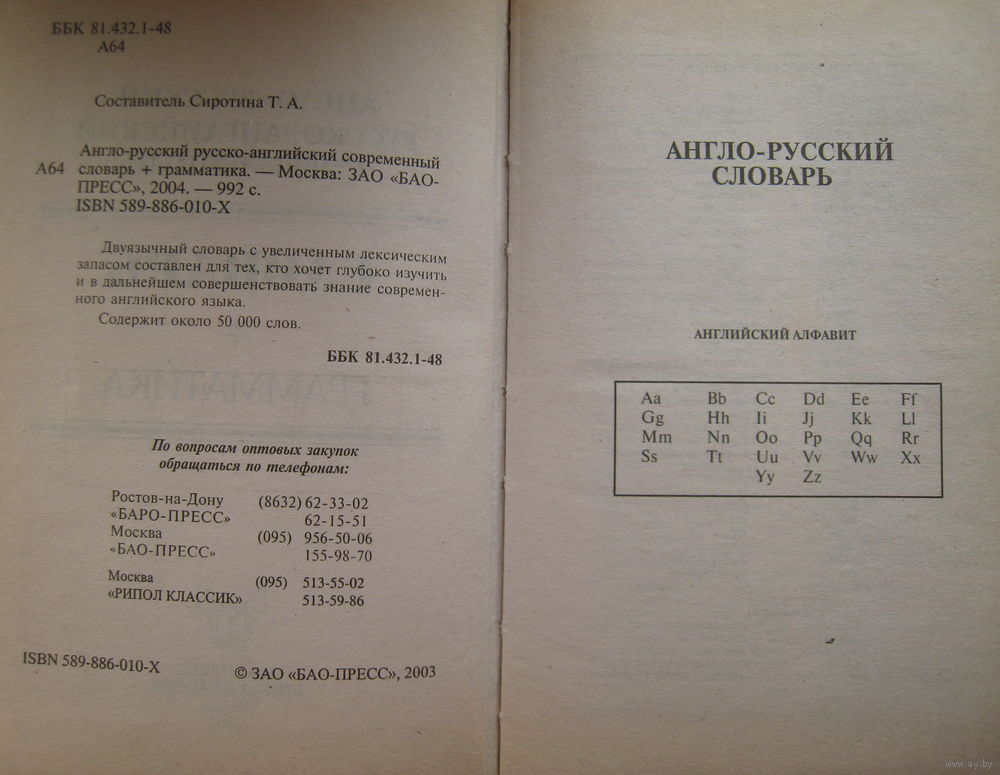 ББК 81.432.1-48
А64
Составитель Сиротина Т. А.
Англо-русский русско-английский современный
А64 словарь + грамматика. — Москва: ЗАО «БАО-
ПРЕСС», 2004. — 992 с.
ISBN 589-886-010-X
Двуязычный словарь с увеличенным лексическим
запасом составлен для тех, кто хочет глубоко изучить
и в дальнейшем совершенствовать знание современ-
ного английского языка.
Содержит около 50 000 слов.
ББК 81.432.1-48
По вопросам оптовых закупок
обращаться по телефонам:
Ростов-на-Дону (8632) 62-33-02
«БАРО-ПРЕСС» 62-15-51
Москва (095) 956-50-06
«БАО-ПРЕСС» 155-98-70
Москва (095) 513-55-02
«РИПОЛ КЛАССИК» 513-59-86
ISBN 589-886-010-X © ЗАО «БАО-ПРЕСС», 2003
АНГЛО-РУССКИЙ
СЛОВАРЬ
АНГЛИЙСКИЙ АЛФАВИТ
Aa Bb Cc Dd Ee Ff
Gg Hh Ii Jj Kk Ll
Mm Nn Oo Pp Qq Rr
Ss Tt Uu Vv Ww Xx
Yy Zz
www.ay.by